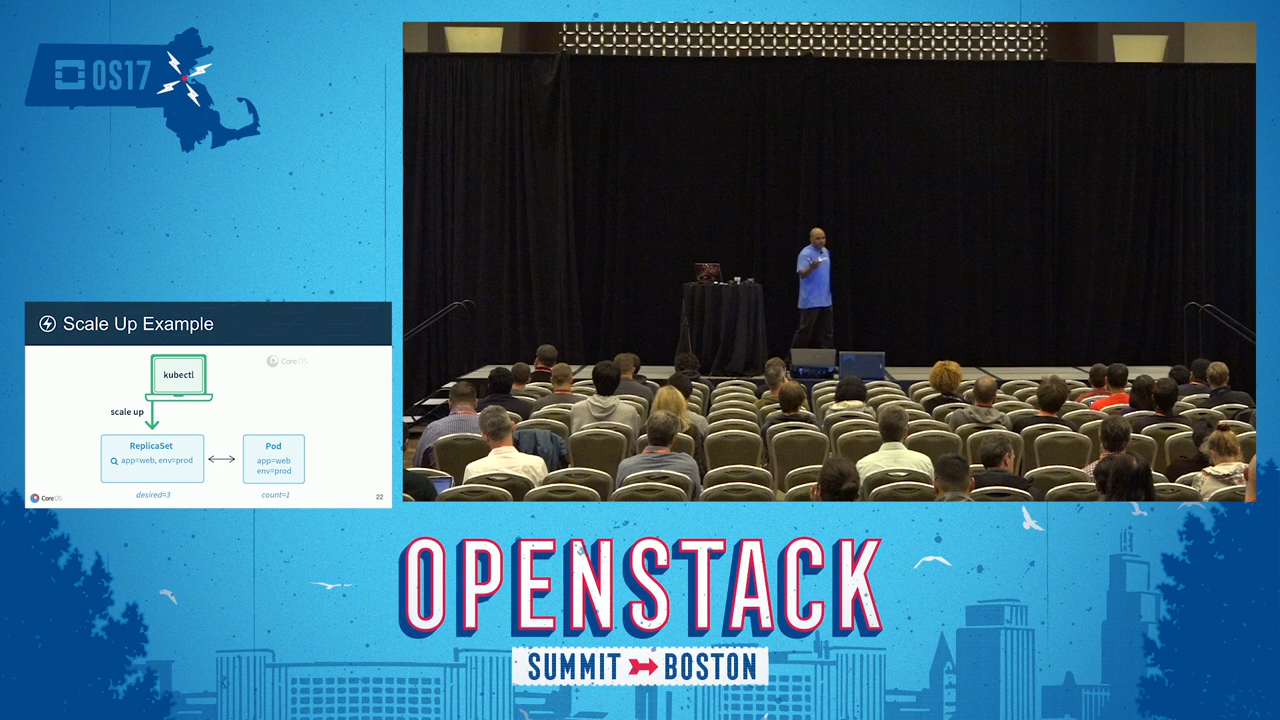 OS17
Scale Up Example
CoreOS
kubectl
scale up
ReplicaSet
app=web, env=prod
Pod
app=web
env=prod
desired=3
count=1
CoreOS
22
OPENSTACK
SUMMIT BOSTON